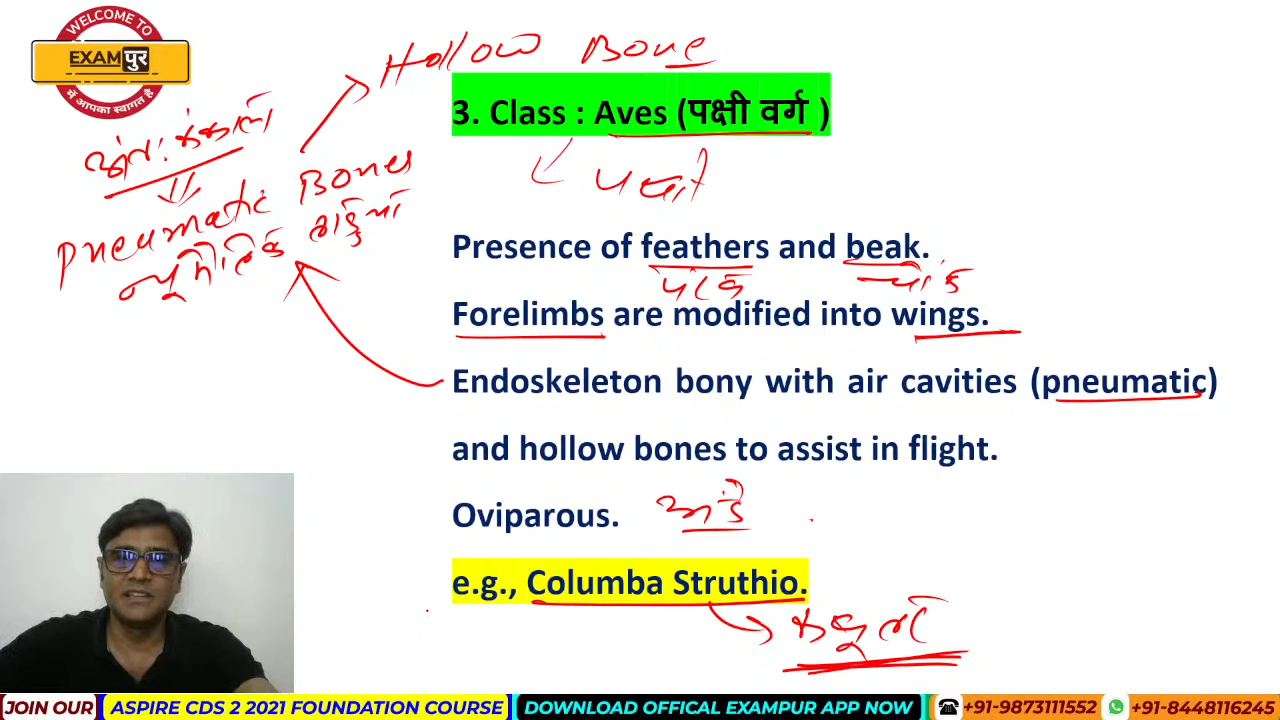 WELCOME TO
EXAMपुर
में आपका स्वागत है
Hollow Bone
3. Class : Aves (पक्षी वर्ग )
अंतः कंकाल
Pneumatic Bones
न्यूमेटिक हड्डियां
पक्षी
Presence of feathers and beak.
पंख चोंच
Forelimbs are modified into wings.
Endoskeleton bony with air cavities (pneumatic)
and hollow bones to assist in flight.
Oviparous. अंडे
e.g., Columba Struthio.
कबूतर
JOIN OUR ASPIRE CDS 2 2021 FOUNDATION COURSE DOWNLOAD OFFICAL EXAMPUR APP NOW +91-9873111552 +91-8448116245